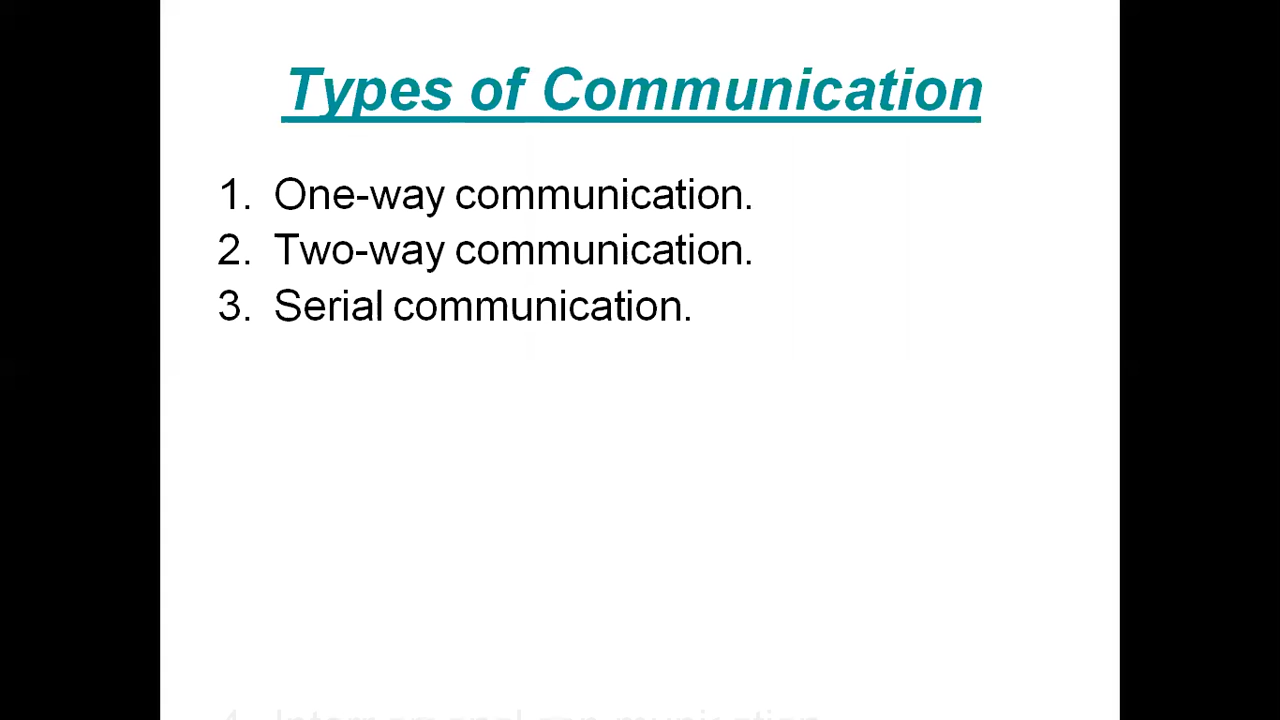 Types of Communication
1. One-way communication.
2. Two-way communication.
3. Serial communication.